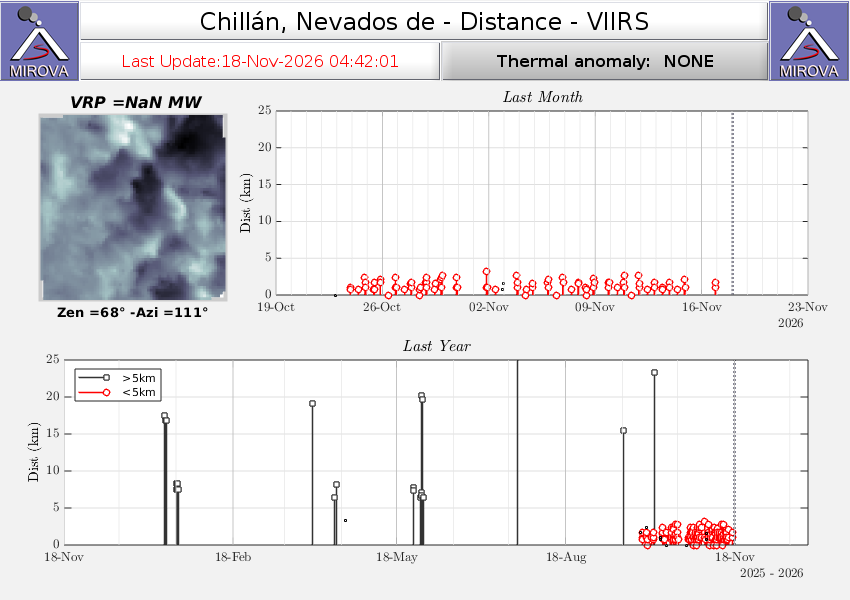 Chillán, Nevados de - Distance - VIIRS
MIROVA
Last Update:18-Nov-2026 04:42:01
Thermal anomaly: NONE
MIROVA
VRP =NaN MW
Zen =68° -Azi =111°
Last Month
Dist (km)
25
20
15
10
5
0
19-Oct
26-Oct
02-Nov
09-Nov
16-Nov
23-Nov
2026
Last Year
Dist (km)
25
20
15
10
5
0
>5km
<5km
18-Nov
18-Feb
18-May
18-Aug
18-Nov
2025 - 2026